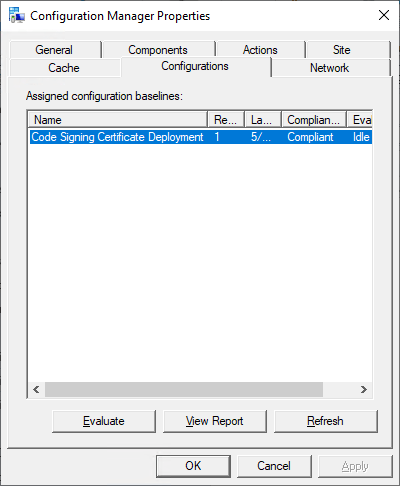 Configuration Manager Properties
General Components Actions Site
Cache Configurations Network
Assigned configuration baselines:
Name Re... La... Complian... Eva
Code Signing Certificate Deployment 1 5/... Compliant Idle
Evaluate View Report Refresh
OK Cancel Apply